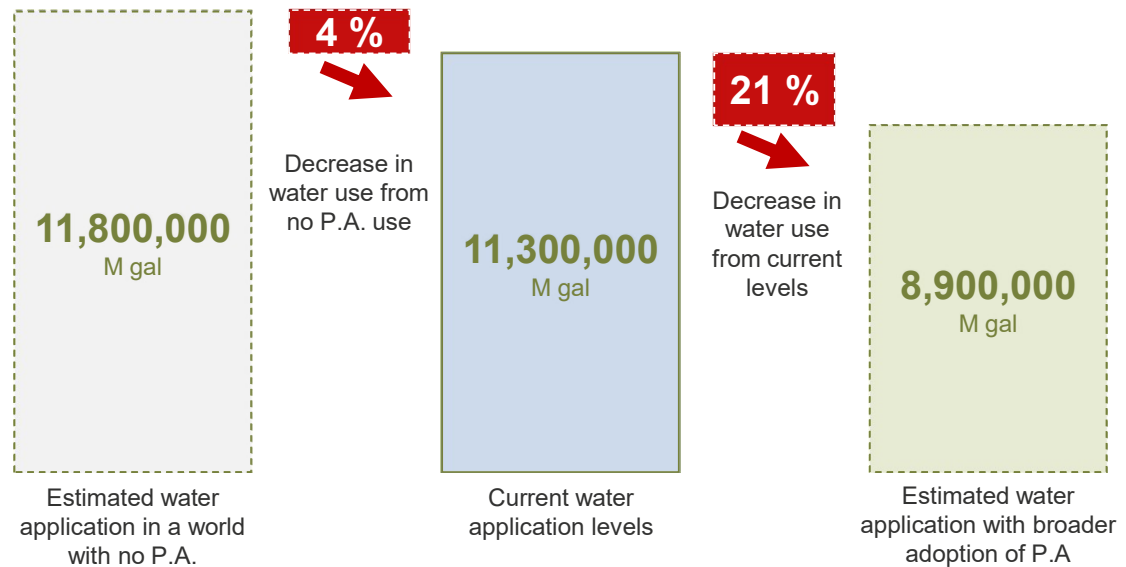 11,800,000
M gal
Estimated water
application in a world
with no P.A.
4 %
Decrease in
water use from
no P.A. use
11,300,000
M gal
Current water
application levels
21 %
Decrease in
water use
from current
levels
8,900,000
M gal
Estimated water
application with broader
adoption of P.A